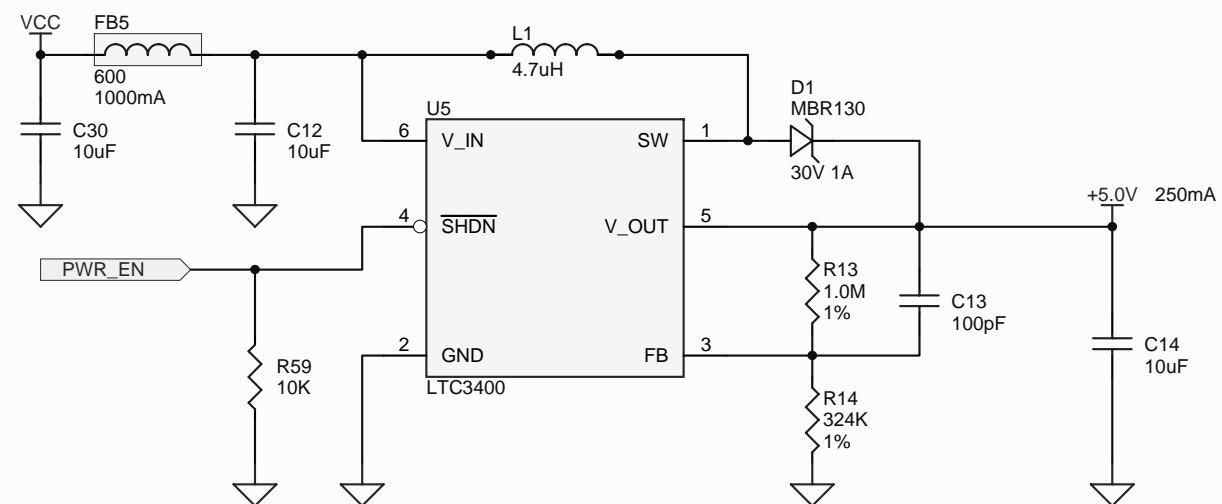 VCC
FB5
600
1000mA
C30
10uF
C12
10uF
L1
4.7uH
D1
MBR130
30V 1A
U5
6
V_IN
SW
1
4
SHDN
V_OUT
5
2
GND
FB
3
LTC3400
PWR_EN
R59
10K
R13
1.0M
1%
C13
100pF
R14
324K
1%
+5.0V 250mA
C14
10uF